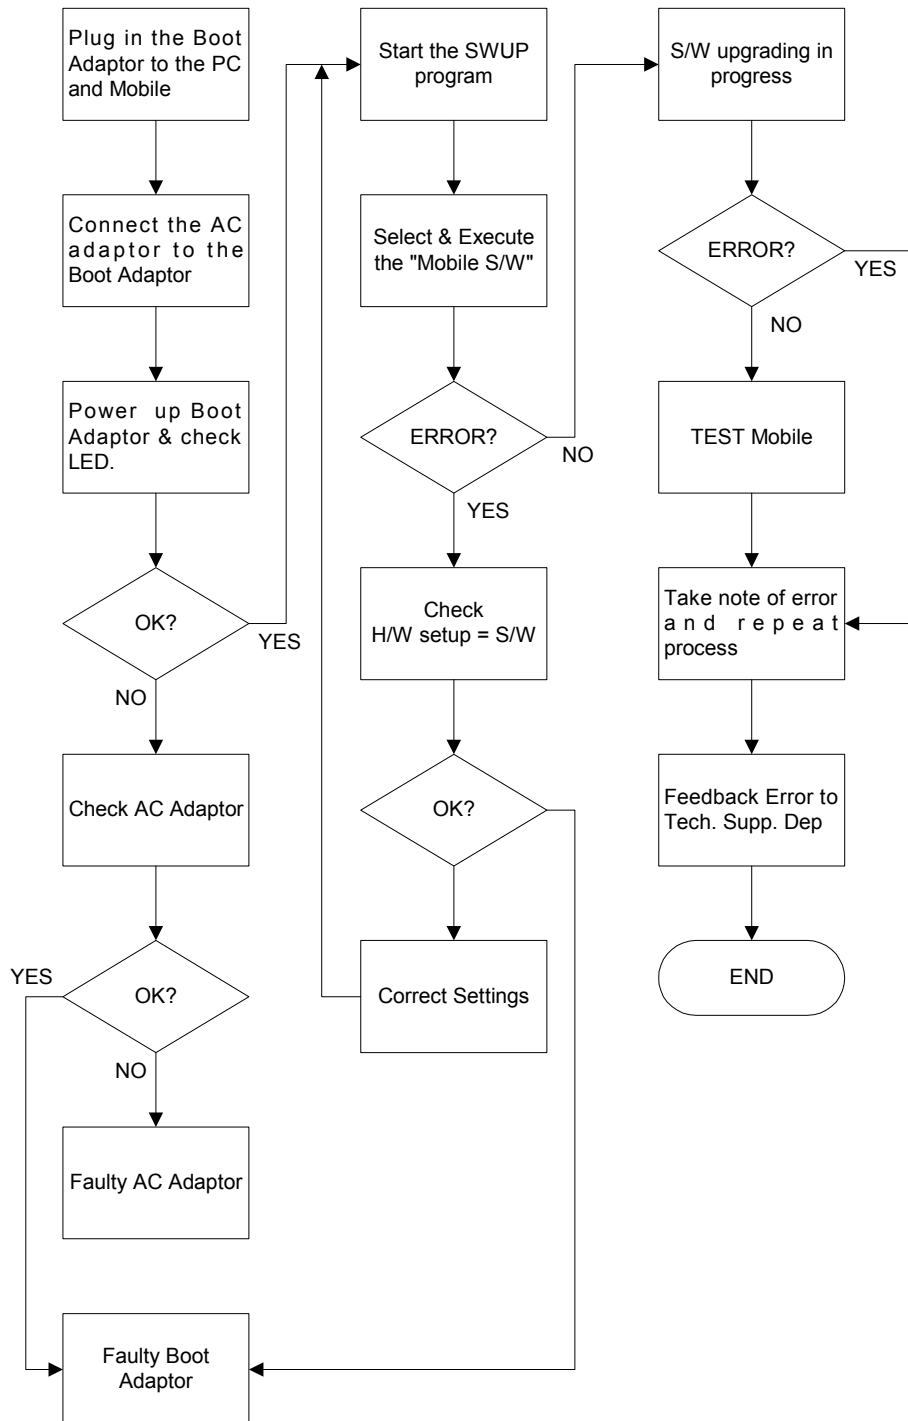 Plug in the Boot
Adaptor to the PC
and Mobile
Connect the AC
adaptor to the
Boot Adaptor
Power up Boot
Adaptor & check
LED.
OK?
YES
NO
Check AC Adaptor
YES
OK?
NO
Faulty AC Adaptor
Faulty Boot
Adaptor
Start the SWUP
program
Select & Execute
the "Mobile S/W"
ERROR?
NO
YES
Check
H/W setup = S/W
OK?
Correct Settings
S/W upgrading in
progress
ERROR?
YES
NO
TEST Mobile
Take note of error
and repeat
process
Feedback Error to
Tech. Supp. Dep
END